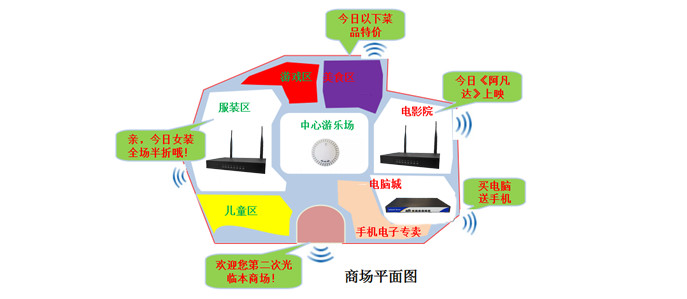 今日以下菜
品特价
游戏区
美食区
今日《阿凡
达》上映
服装区
电影院
中心游乐场
亲，今日女装
全场半折哦！
电脑城
买电脑
送手机
儿童区
手机电子专卖
欢迎您第二次光
临本商场！
商场平面图